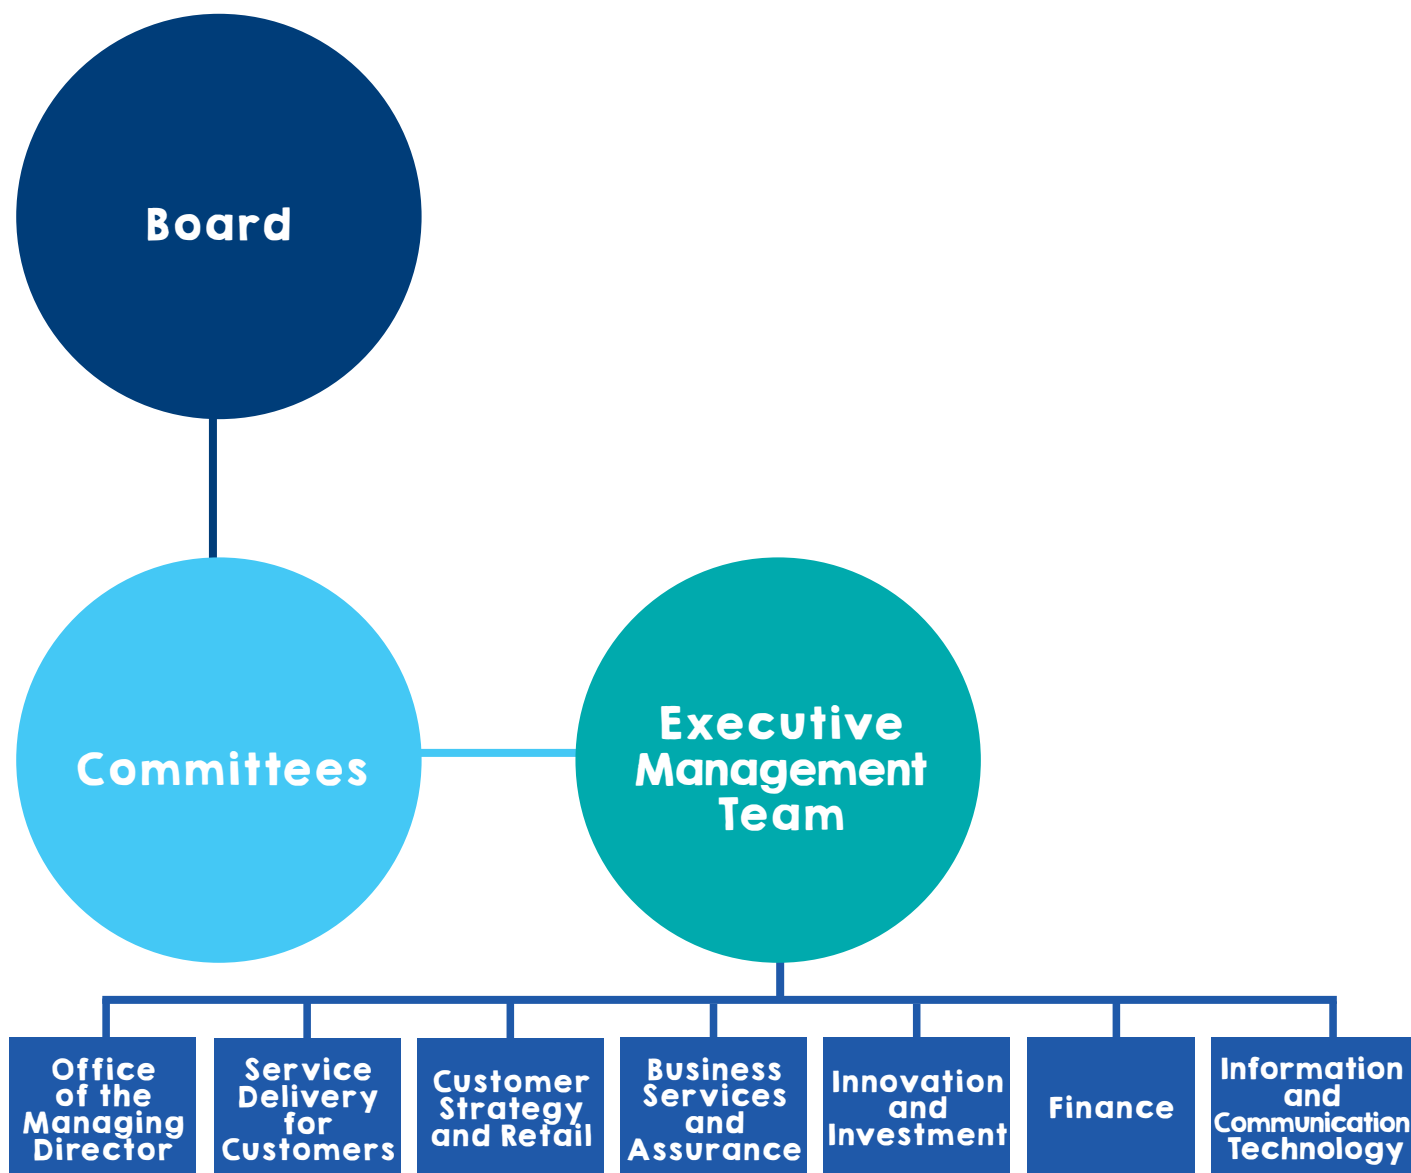 Board
Committees
Executive
Management
Team
Office
of the
Managing
Director
Service
Delivery
for
Customers
Customer
Strategy
and Retail
Business
Services
and
Assurance
Innovation
and
Investment
Finance
Information
and
Communication
Technology